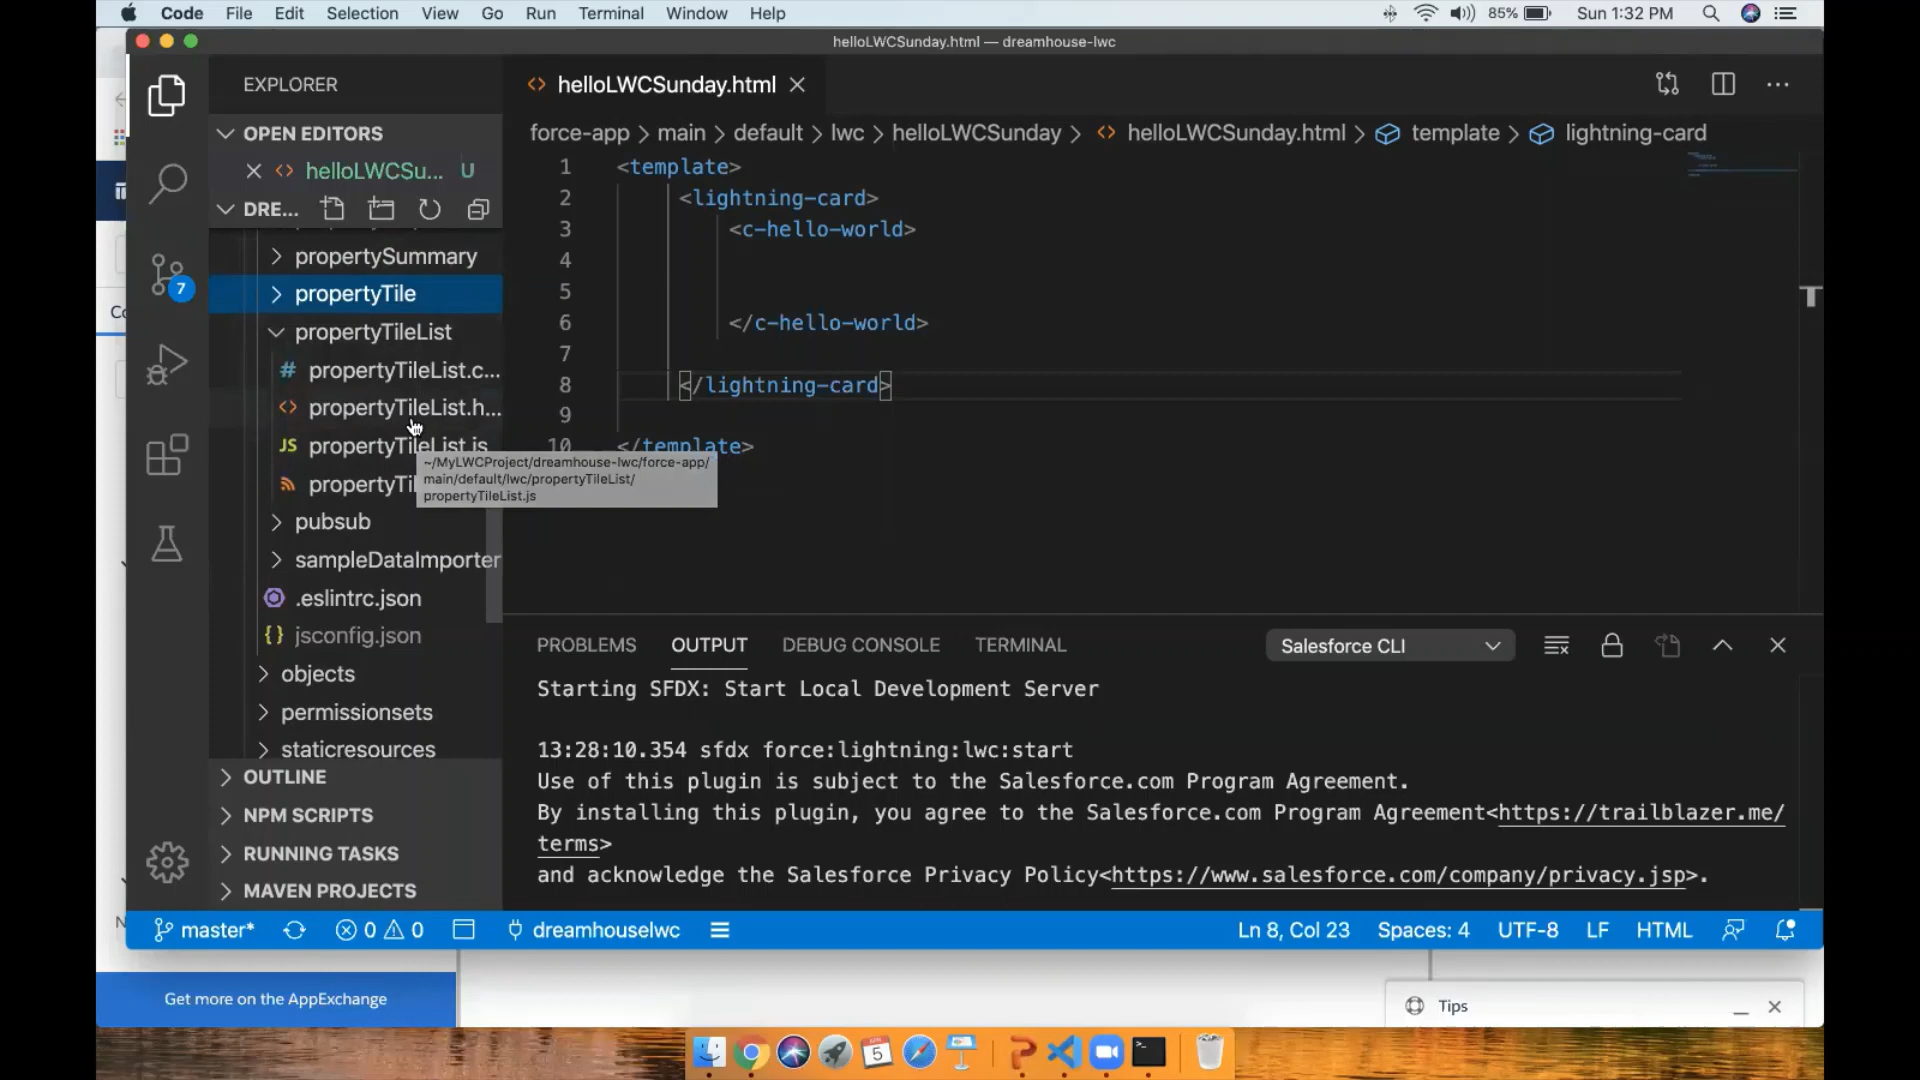 Code File Edit Selection View Go Run Terminal Window Help 85% Sun 1:32 PM
helloLWCSunday.html — dreamhouse-lwc
EXPLORER
helloLWCSunday.html
OPEN EDITORS
helloLWCSu... U
DRE...
propertySummary
propertyTile
propertyTileList
propertyTileList.c...
propertyTileList.h...
JS propertyTileList.js
propertyTil
pubsub
sampleDataImporter
.eslintrc.json
{} jsconfig.json
objects
permissionsets
staticresources
OUTLINE
NPM SCRIPTS
RUNNING TASKS
MAVEN PROJECTS
7
force-app > main > default > lwc > helloLWCSunday > helloLWCSunday.html > template > lightning-card
1 <template>
2 <lightning-card>
3 <c-hello-world>
4
5
6 </c-hello-world>
7
8 </lightning-card>
9
10 </template>
~/MyLWCProject/dreamhouse-lwc/force-app/
main/default/lwc/propertyTileList/
propertyTileList.js
PROBLEMS OUTPUT DEBUG CONSOLE TERMINAL Salesforce CLI
Starting SFDX: Start Local Development Server
13:28:10.354 sfdx force:lightning:lwc:start
Use of this plugin is subject to the Salesforce.com Program Agreement.
By installing this plugin, you agree to the Salesforce.com Program Agreement<https://trailblazer.me/
terms>
and acknowledge the Salesforce Privacy Policy<https://www.salesforce.com/company/privacy.jsp>.
master* 0 0 dreamhouselwc Ln 8, Col 23 Spaces: 4 UTF-8 LF HTML
Get more on the AppExchange
Tips
5